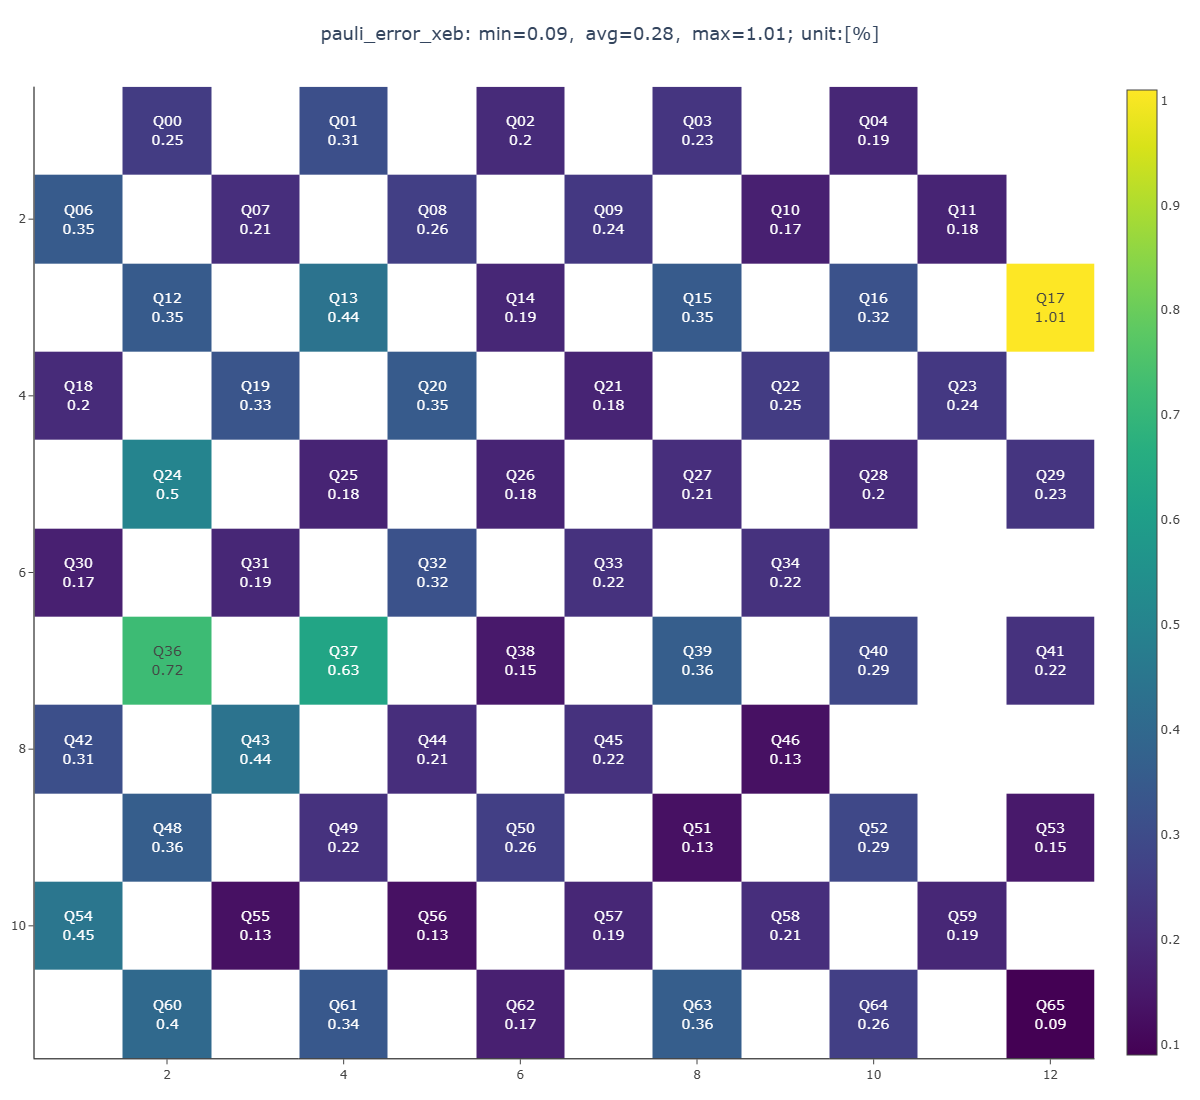 pauli_error_xeb: min=0.09, avg=0.28, max=1.01; unit:[%]
Q00 Q01 Q02 Q03 Q04
0.25 0.31 0.2 0.23 0.19
Q06 Q07 Q08 Q09 Q10 Q11
0.35 0.21 0.26 0.24 0.17 0.18
Q12 Q13 Q14 Q15 Q16 Q17
0.35 0.44 0.19 0.35 0.32 1.01
Q18 Q19 Q20 Q21 Q22 Q23
0.2 0.33 0.35 0.18 0.25 0.24
Q24 Q25 Q26 Q27 Q28 Q29
0.5 0.18 0.18 0.21 0.2 0.23
Q30 Q31 Q32 Q33 Q34
0.17 0.19 0.32 0.22 0.22
Q36 Q37 Q38 Q39 Q40 Q41
0.72 0.63 0.15 0.36 0.29 0.22
Q42 Q43 Q44 Q45 Q46
0.31 0.44 0.21 0.22 0.13
Q48 Q49 Q50 Q51 Q52 Q53
0.36 0.22 0.26 0.13 0.29 0.15
Q54 Q55 Q56 Q57 Q58 Q59
0.45 0.13 0.13 0.19 0.21 0.19
Q60 Q61 Q62 Q63 Q64 Q65
0.4 0.34 0.17 0.36 0.26 0.09
2
4
6
8
10
2 4 6 8 10 12
1
0.9
0.8
0.7
0.6
0.5
0.4
0.3
0.2
0.1